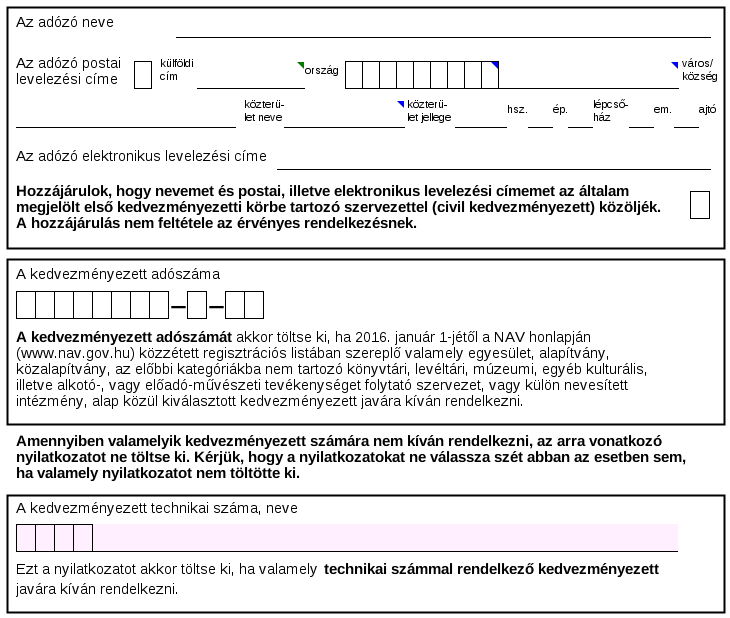 Az adózó neve
Az adózó postai levelezési címe
külföldi cím
ország
város/ község
közterü- let neve
közterü- let jellege
hsz.
ép.
lépcső- ház
em.
ajtó
Az adózó elektronikus levelezési címe
Hozzájárulok, hogy nevemet és postai, illetve elektronikus levelezési címemet az általam
megjelölt első kedvezményezetti körbe tartozó szervezettel (civil kedvezményezett) közöljék.
A hozzájárulás nem feltétele az érvényes rendelkezésnek.
A kedvezményezett adószáma
A kedvezményezett adószámát akkor töltse ki, ha 2016. január 1-jétől a NAV honlapján
(www.nav.gov.hu) közzétett regisztrációs listában szereplő valamely egyesület, alapítvány,
közalapítvány, az előbbi kategóriákba nem tartozó könyvtári, levéltári, múzeumi, egyéb kulturális,
illetve alkotó-, vagy előadó-művészeti tevékenységet folytató szervezet, vagy külön nevesített
intézmény, alap közül kiválasztott kedvezményezett javára kíván rendelkezni.
Amennyiben valamelyik kedvezményezett számára nem kíván rendelkezni, az arra vonatkozó
nyilatkozatot ne töltse ki. Kérjük, hogy a nyilatkozatokat ne válassza szét abban az esetben sem,
ha valamely nyilatkozatot nem töltötte ki.
A kedvezményezett technikai száma, neve
Ezt a nyilatkozatot akkor töltse ki, ha valamely technikai számmal rendelkező kedvezményezett
javára kíván rendelkezni.